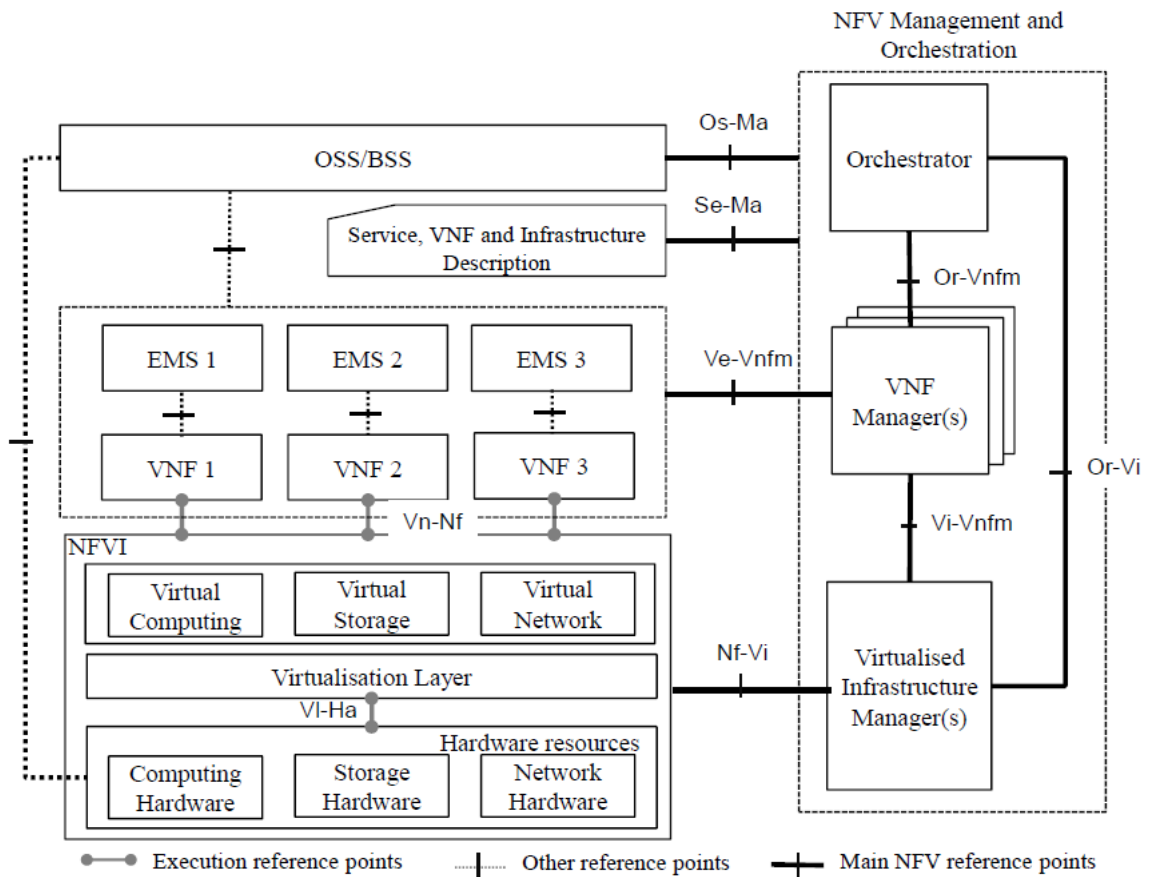 NFV Management and
Orchestration
Os-Ma
OSS/BSS
Orchestrator
Se-Ma
Service, VNF and Infrastructure
Description
Or-Vnfm
EMS 1
EMS 2
EMS 3
Ve-Vnfm
VNF
Manager(s)
VNF 1
VNF 2
VNF 3
Or-Vi
Vn-Nf
Vi-Vnfm
NFVI
Virtual
Computing
Virtual
Storage
Virtual
Network
Nf-Vi
Virtualised
Infrastructure
Manager(s)
Virtualisation Layer
Vl-Ha
Hardware resources
Computing
Hardware
Storage
Hardware
Network
Hardware
Execution reference points
Other reference points
Main NFV reference points